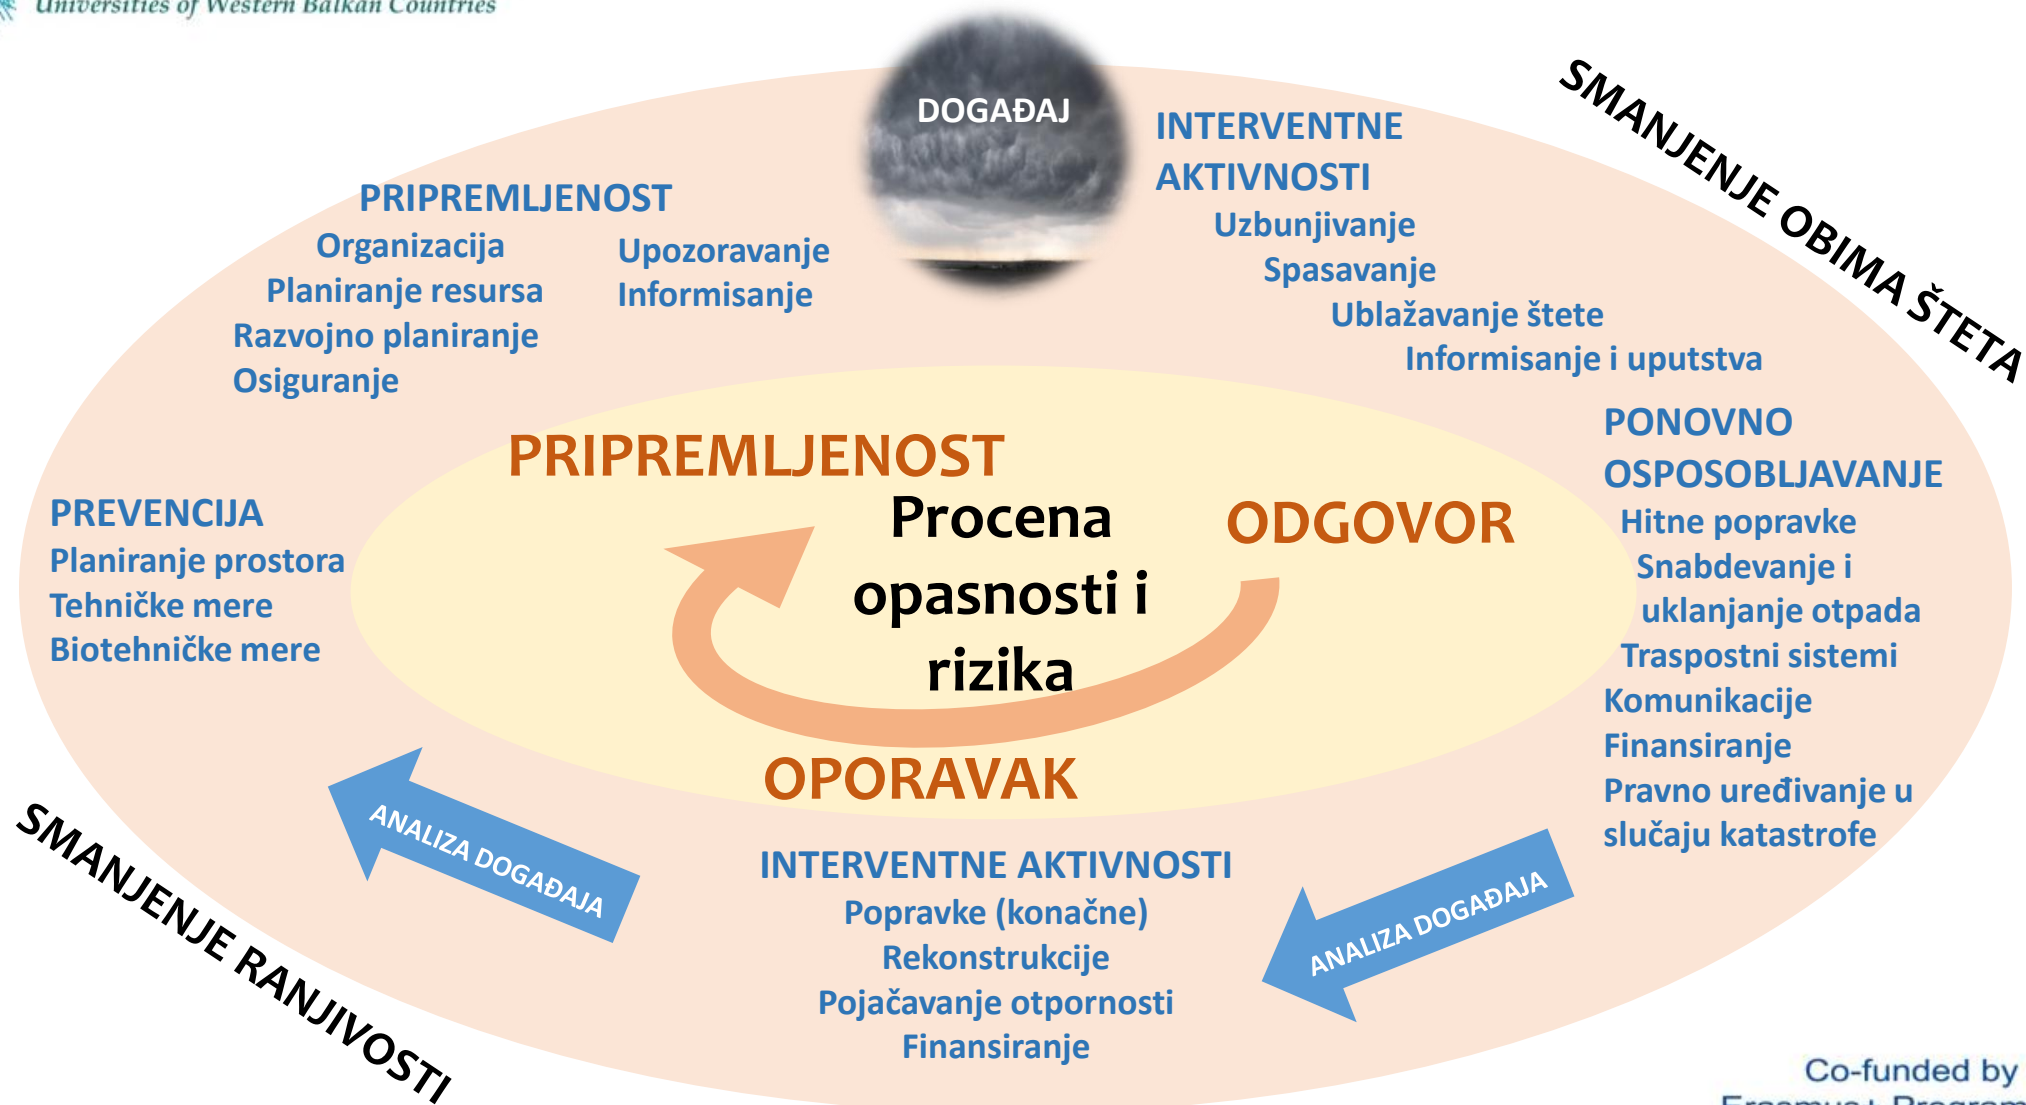 Universities of Western Balkan Countries
DOGAĐAJ
SMANJENJE OBIMA ŠTETA
PRIPREMLJENOST
Organizacija
Planiranje resursa
Razvojno planiranje
Osiguranje
Upozoravanje
Informisanje
INTERVENTNE
AKTIVNOSTI
Uzbunjivanje
Spasavanje
Ublažavanje štete
Informisanje i uputstva
PREVENCIJA
Planiranje prostora
Tehničke mere
Biotehničke mere
PRIPREMLJENOST
Procena
opasnosti i
rizika
ODGOVOR
OPORAVAK
PONOVNO
OSPOSOBLJAVANJE
Hitne popravke
Snabdevanje i
uklanjanje otpada
Traspostni sistemi
Komunikacije
Finansiranje
Pravno uređivanje u
slučaju katastrofe
ANALIZA DOGAĐAJA
INTERVENTNE AKTIVNOSTI
Popravke (konačne)
Rekonstrukcije
Pojačavanje otpornosti
Finansiranje
ANALIZA DOGAĐAJA
SMANJENJE RANJIVOSTI
Co-funded by
Erasmus+ Program